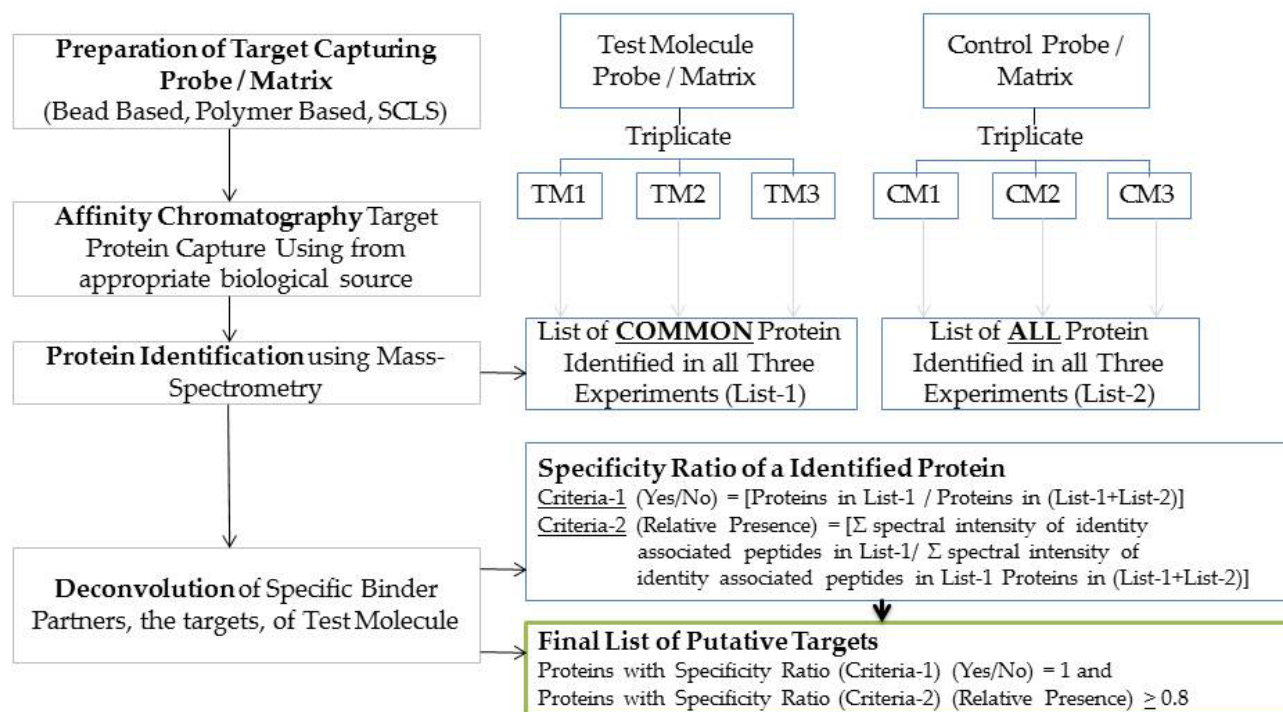 Preparation of Target Capturing
Probe / Matrix
(Bead Based, Polymer Based, SCLS)
Affinity Chromatography Target
Protein Capture Using from
appropriate biological source
Protein Identification using Mass-
Spectrometry
Deconvolution of Specific Binder
Partners, the targets, of Test Molecule
Test Molecule
Probe / Matrix
Triplicate
TM1
TM2
TM3
List of COMMON Protein
Identified in all Three
Experiments (List-1)
Control Probe /
Matrix
Triplicate
CM1
CM2
CM3
List of ALL Protein
Identified in all Three
Experiments (List-2)
Specificity Ratio of a Identified Protein
Criteria-1 (Yes/No) = [Proteins in List-1 / Proteins in (List-1+List-2)]
Criteria-2 (Relative Presence) = [Σ spectral intensity of identity
associated peptides in List-1/ Σ spectral intensity of
identity associated peptides in List-1 Proteins in (List-1+List-2)]
Final List of Putative Targets
Proteins with Specificity Ratio (Criteria-1) (Yes/No) = 1 and
Proteins with Specificity Ratio (Criteria-2) (Relative Presence) ≥ 0.8